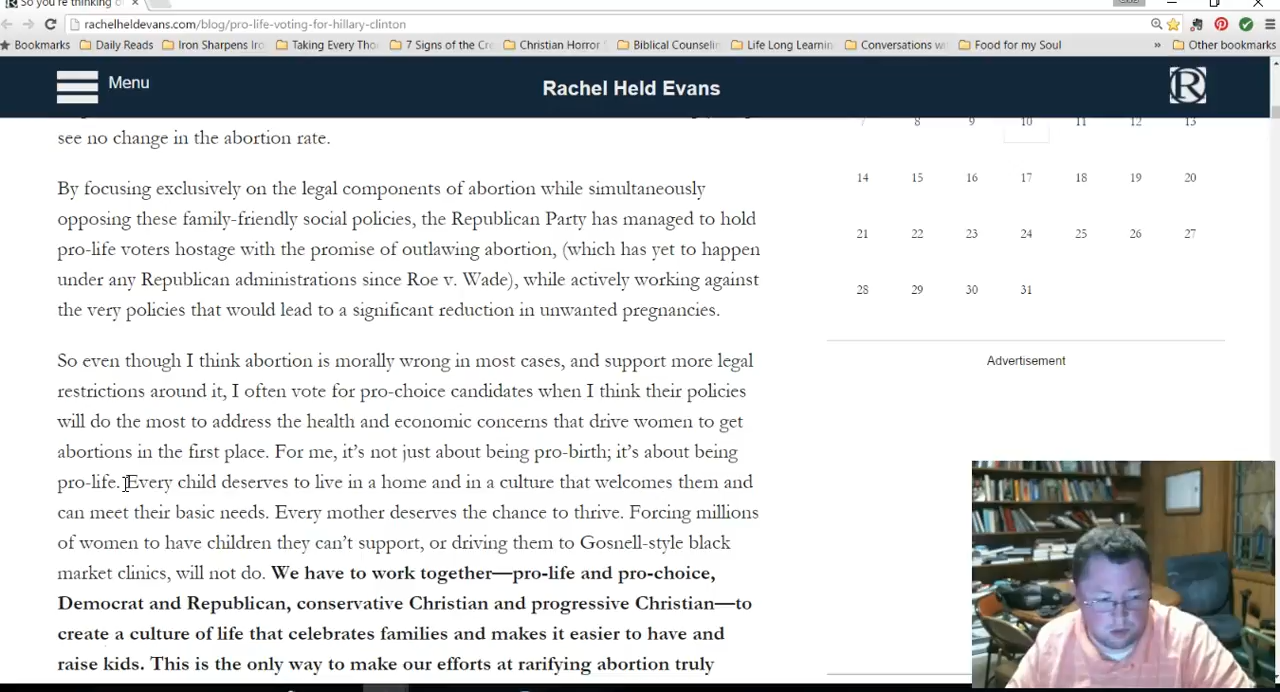 So you're thinking of
rachelheldevans.com/blog/pro-life-voting-for-hillary-clinton
Bookmarks Daily Reads Iron Sharpens Iro Taking Every Tho 7 Signs of the Cre Christian Horror Biblical Counselin Life Long Learnin Conversations wi Food for my Soul » Other bookmarks
Menu Rachel Held Evans R
see no change in the abortion rate.
By focusing exclusively on the legal components of abortion while simultaneously
opposing these family-friendly social policies, the Republican Party has managed to hold
pro-life voters hostage with the promise of outlawing abortion, (which has yet to happen
under any Republican administrations since Roe v. Wade), while actively working against
the very policies that would lead to a significant reduction in unwanted pregnancies.
So even though I think abortion is morally wrong in most cases, and support more legal
restrictions around it, I often vote for pro-choice candidates when I think their policies
will do the most to address the health and economic concerns that drive women to get
abortions in the first place. For me, it's not just about being pro-birth; it's about being
pro-life. Every child deserves to live in a home and in a culture that welcomes them and
can meet their basic needs. Every mother deserves the chance to thrive. Forcing millions
of women to have children they can't support, or driving them to Gosnell-style black
market clinics, will not do. We have to work together—pro-life and pro-choice,
Democrat and Republican, conservative Christian and progressive Christian—to
create a culture of life that celebrates families and makes it easier to have and
raise kids. This is the only way to make our efforts at rarifying abortion truly
7 8 9 10 11 12 13
14 15 16 17 18 19 20
21 22 23 24 25 26 27
28 29 30 31
Advertisement